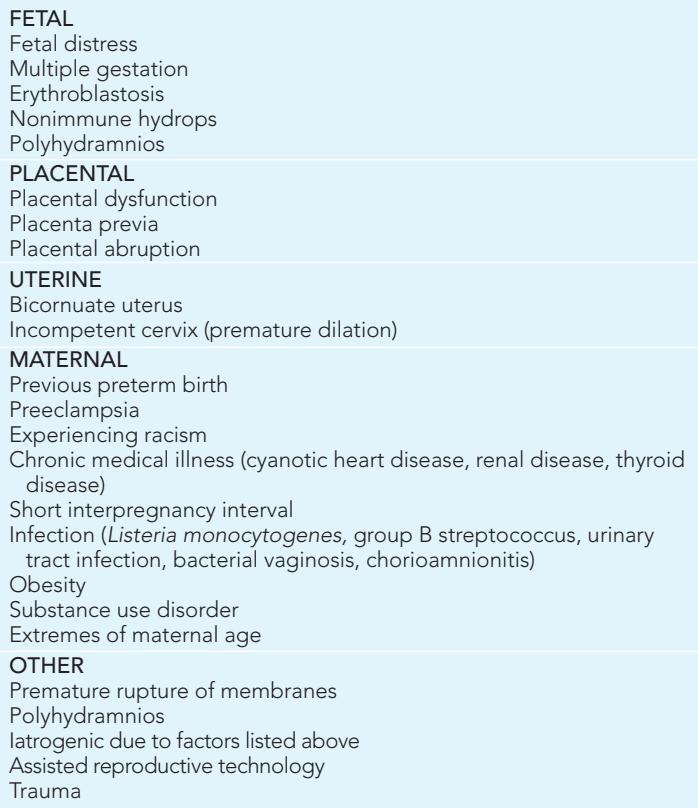 FETAL
Fetal distress
Multiple gestation
Erythroblastosis
Nonimmune hydrops
Polyhydramnios
PLACENTAL
Placental dysfunction
Placenta previa
Placental abruption
UTERINE
Bicornuate uterus
Incompetent cervix (premature dilation)
MATERNAL
Previous preterm birth
Preeclampsia
Experiencing racism
Chronic medical illness (cyanotic heart disease, renal disease, thyroid
disease)
Short interpregnancy interval
Infection (Listeria monocytogenes, group B streptococcus, urinary
tract infection, bacterial vaginosis, chorioamnionitis)
Obesity
Substance use disorder
Extremes of maternal age
OTHER
Premature rupture of membranes
Polyhydramnios
Iatrogenic due to factors listed above
Assisted reproductive technology
Trauma